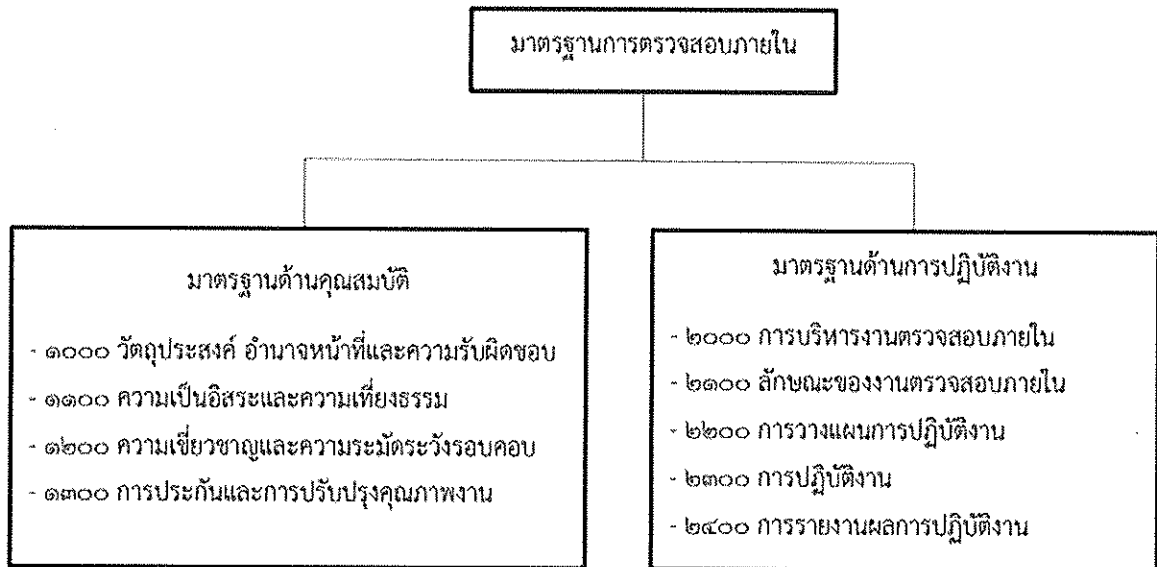 มาตรฐานการตรวจสอบภายใน
มาตรฐานด้านคุณสมบัติ
- ๑๐๐๐ วัตถุประสงค์ อำนาจหน้าที่และความรับผิดชอบ
- ๑๑๐๐ ความเป็นอิสระและความเที่ยงธรรม
- ๑๒๐๐ ความเชี่ยวชาญและความระมัดระวังรอบคอบ
- ๑๓๐๐ การประกันและการปรับปรุงคุณภาพงาน
มาตรฐานด้านการปฏิบัติงาน
- ๒๐๐๐ การบริหารงานตรวจสอบภายใน
- ๒๑๐๐ ลักษณะของงานตรวจสอบภายใน
- ๒๒๐๐ การวางแผนการปฏิบัติงาน
- ๒๓๐๐ การปฏิบัติงาน
- ๒๔๐๐ การรายงานผลการปฏิบัติงาน